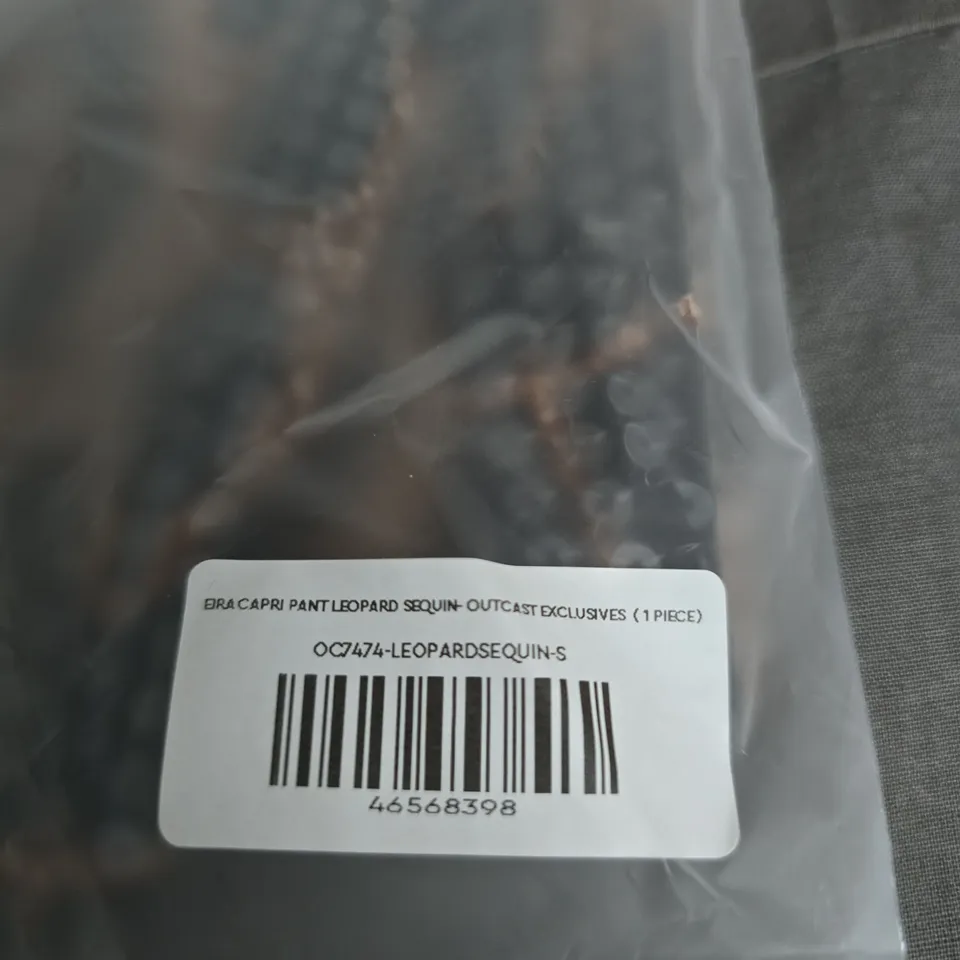 EIRA CAPRI PANT LEOPARD SEQUIN- OUTCAST EXCLUSIVES ( 1 PIECE)
OC7474-LEOPARDSEQUIN-S
46568398